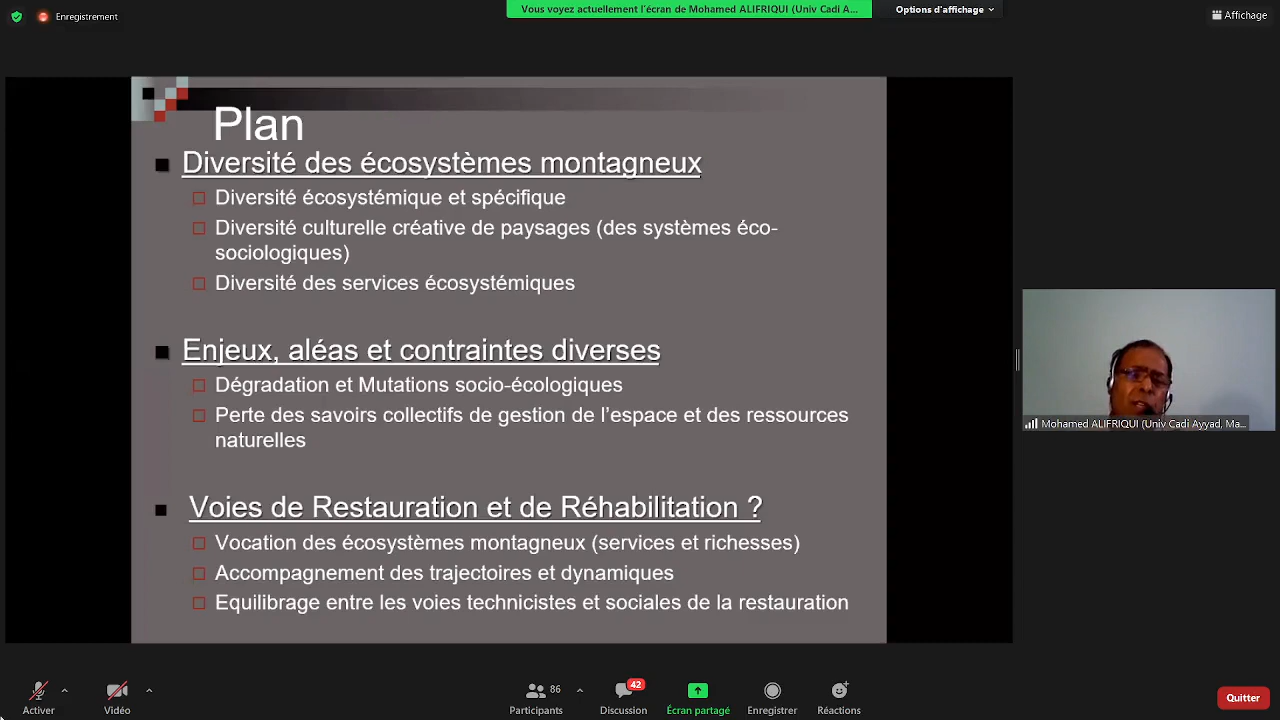 Enregistrement
Vous voyez actuellement l'écran de Mohamed ALIFRIQUI (Univ Cadi A...
Options d'affichage
Affichage
Plan
Diversité des écosystèmes montagneux
Diversité écosystémique et spécifique
Diversité culturelle créative de paysages (des systèmes éco-
sociologiques)
Diversité des services écosystémiques
Enjeux, aléas et contraintes diverses
Dégradation et Mutations socio-écologiques
Perte des savoirs collectifs de gestion de l'espace et des ressources
naturelles
Voies de Restauration et de Réhabilitation ?
Vocation des écosystèmes montagneux (services et richesses)
Accompagnement des trajectoires et dynamiques
Equilibrage entre les voies technicistes et sociales de la restauration
Mohamed ALIFRIQUI (Univ Cadi Ayyad, Ma...
Activer
Vidéo
86
Participants
42
Discussion
Écran partagé
Enregistrer
Réactions
Quitter